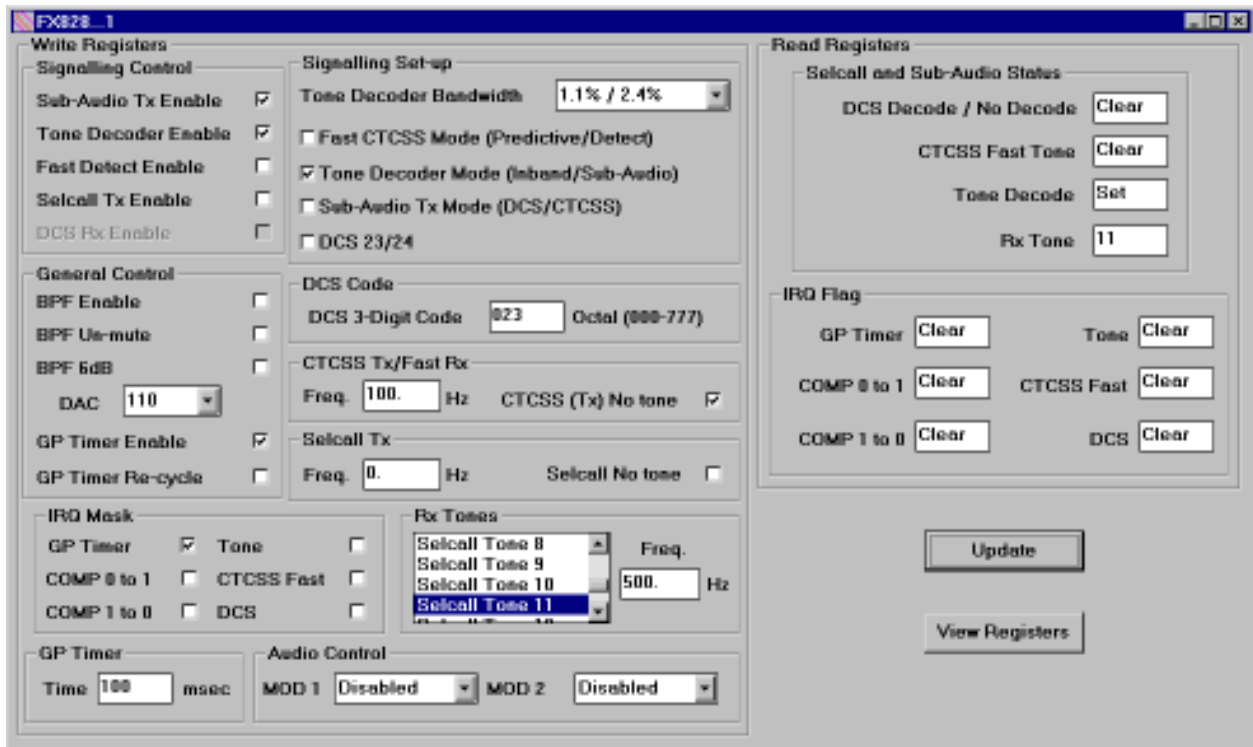 FX828...1
Write Registers
Signalling Control
Sub-Audio Tx Enable
Tone Decoder Enable
Fast Detect Enable
Selcall Tx Enable
DCS Rx Enable
Signalling Set-up
Tone Decoder Bandwidth 1.1% / 2.4%
Fast CTCSS Mode (Predictive/Detect)
Tone Decoder Mode (Inband/Sub-Audio)
Sub-Audio Tx Mode (DCS/CTCSS)
DCS 23/24
General Control
BPF Enable
BPF Un-mute
BPF 6dB
DAC 110
GP Timer Enable
GP Timer Re-cycle
DCS Code
DCS 3-Digit Code 023 Octal (000-777)
CTCSS Tx/Fast Rx
Freq. 100. Hz CTCSS (Tx) No tone
Selcall Tx
Freq. 0. Hz Selcall No tone
IRQ Mask
GP Timer Tone
COMP 0 to 1 CTCSS Fast
COMP 1 to 0 DCS
Rx Tones
Selcall Tone 8
Selcall Tone 9
Selcall Tone 10
Selcall Tone 11
Freq.
500. Hz
GP Timer
Time 100 msec
Audio Control
MOD 1 Disabled MOD 2 Disabled
Read Registers
Selcall and Sub-Audio Status
DCS Decode / No Decode Clear
CTCSS Fast Tone Clear
Tone Decode Set
Rx Tone 11
IRQ Flag
GP Timer Clear Tone Clear
COMP 0 to 1 Clear CTCSS Fast Clear
COMP 1 to 0 Clear DCS Clear
Update
View Registers